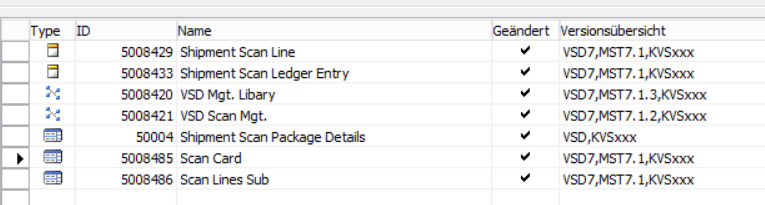 Type ID Name Geändert Versionsübersicht
5008429 Shipment Scan Line VSD7,MST7.1,KVSxxx
5008433 Shipment Scan Ledger Entry VSD7,MST7.1,KVSxxx
5008420 VSD Mgt. Libary VSD7,MST7.1.3,KVSxxx
5008421 VSD Scan Mgt. VSD7,MST7.1.2,KVSxxx
50004 Shipment Scan Package Details VSD,KVSxxx
5008485 Scan Card VSD7,MST7.1,KVSxxx
5008486 Scan Lines Sub VSD7,MST7.1,KVSxxx